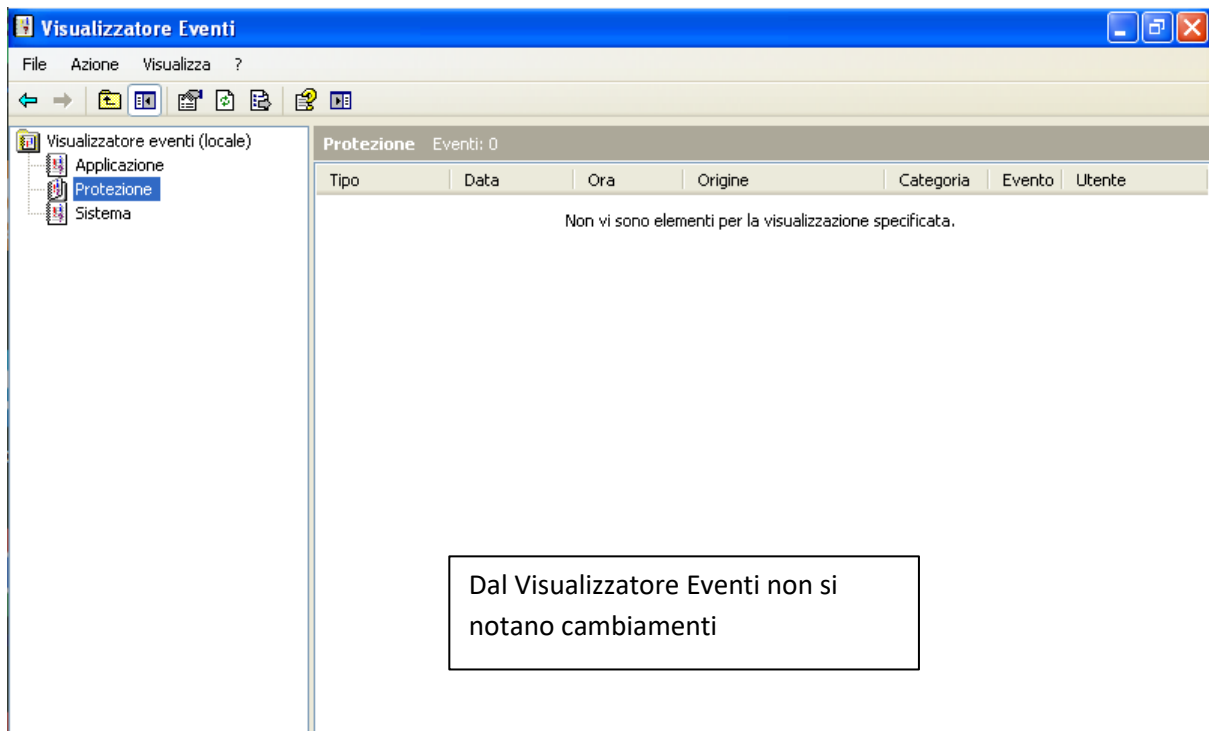 Visualizzatore Eventi
File Azione Visualizza ?
Visualizzatore eventi (locale)
Applicazione
Protezione
Sistema
Protezione Eventi: 0
Tipo Data Ora Origine Categoria Evento Utente
Non vi sono elementi per la visualizzazione specificata.
Dal Visualizzatore Eventi non si
notano cambiamenti